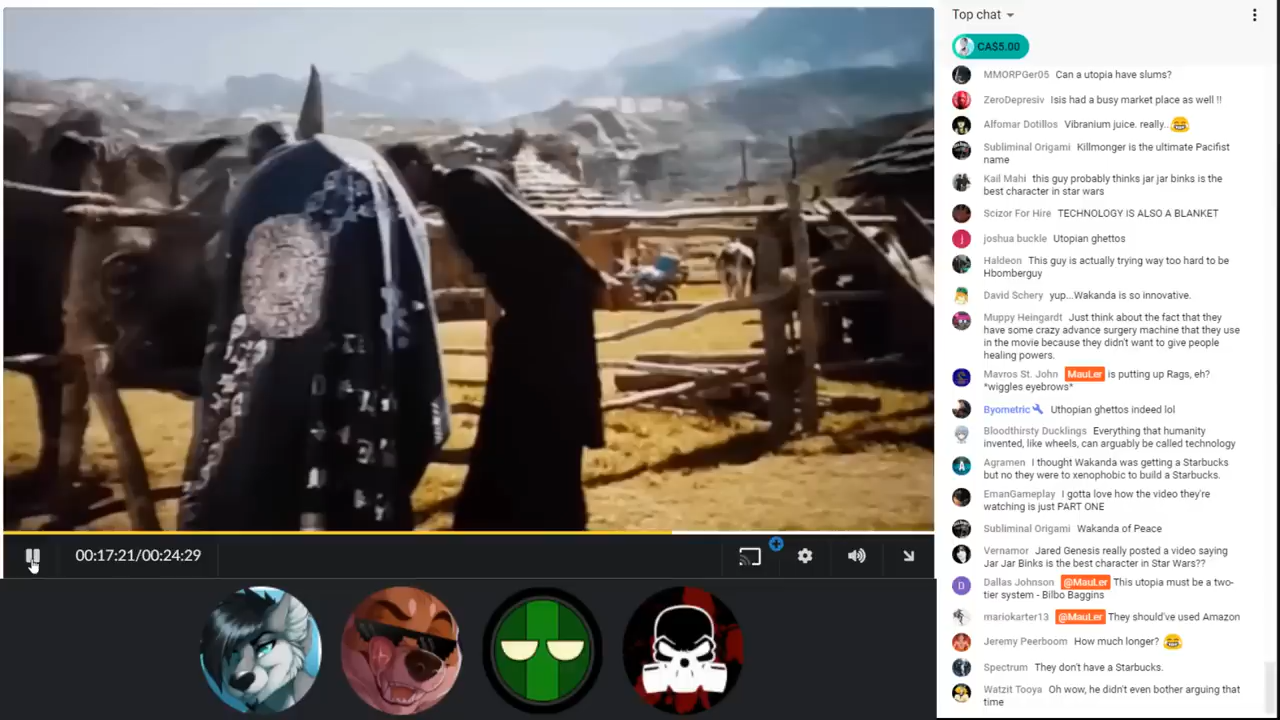 Top chat
CA$5.00
MMORPGer05 Can a utopia have slums?
ZeroDepresiv Isis had a busy market place as well !!
Alfomar Dotillos Vibranium juice. really..😂
Subliminal Origami Killmonger is the ultimate Pacifist
name
Kail Mahi this guy probably thinks jar jar binks is the
best character in star wars
Scizor For Hire TECHNOLOGY IS ALSO A BLANKET
joshua buckle Utopian ghettos
Haldeon This guy is actually trying way too hard to be
Hbomberguy
David Schery yup...Wakanda is so innovative.
Muppy Heingardt Just think about the fact that they
have some crazy advance surgery machine that they use
in the movie because they didn't want to give people
healing powers.
Mavros St. John MauLer is putting up Rags, eh?
*wiggles eyebrows*
Byometric Uthopian ghettos indeed lol
Bloodthirsty Ducklings Everything that humanity
invented, like wheels, can arguably be called technology
A
Agramen I thought Wakanda was getting a Starbucks
but no they were to xenophobic to build a Starbucks.
EmanGameplay I gotta love how the video they're
watching is just PART ONE
Subliminal Origami Wakanda of Peace
Vernamor Jared Genesis really posted a video saying
Jar Jar Binks is the best character in Star Wars??
D
Dallas Johnson @MauLer This utopia must be a two-
tier system - Bilbo Baggins
mariokarter13 @MauLer They should've used Amazon
Jeremy Peerboom How much longer? 😂
Spectrum They don't have a Starbucks.
Watzit Tooya Oh wow, he didn't even bother arguing that
time
00:17:21/00:24:29